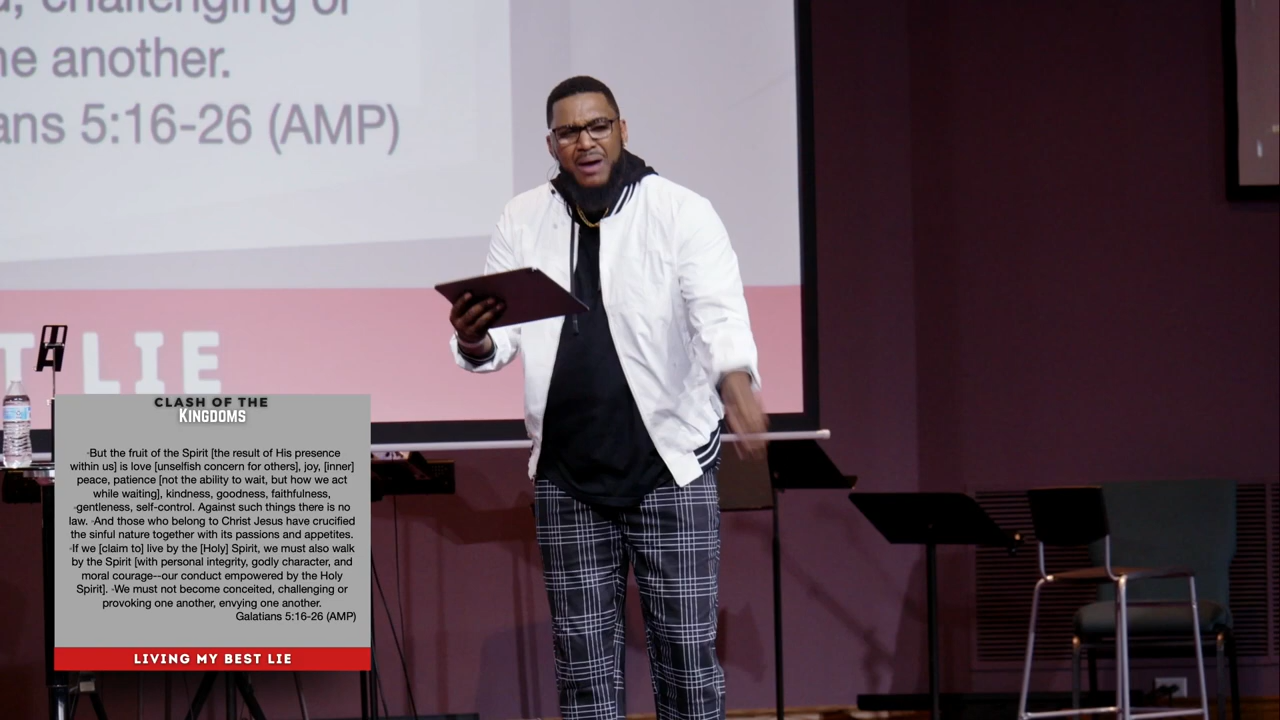 d, challenging or
ne another.
ans 5:16-26 (AMP)
T LIE
CLASH OF THE
KINGDOMS
But the fruit of the Spirit [the result of His presence
within us] is love [unselfish concern for others], joy, [inner]
peace, patience [not the ability to wait, but how we act
while waiting], kindness, goodness, faithfulness,
gentleness, self-control. Against such things there is no
law. And those who belong to Christ Jesus have crucified
the sinful nature together with its passions and appetites.
If we [claim to] live by the [Holy] Spirit, we must also walk
by the Spirit [with personal integrity, godly character, and
moral courage--our conduct empowered by the Holy
Spirit]. We must not become conceited, challenging or
provoking one another, envying one another.
Galatians 5:16-26 (AMP)
LIVING MY BEST LIE